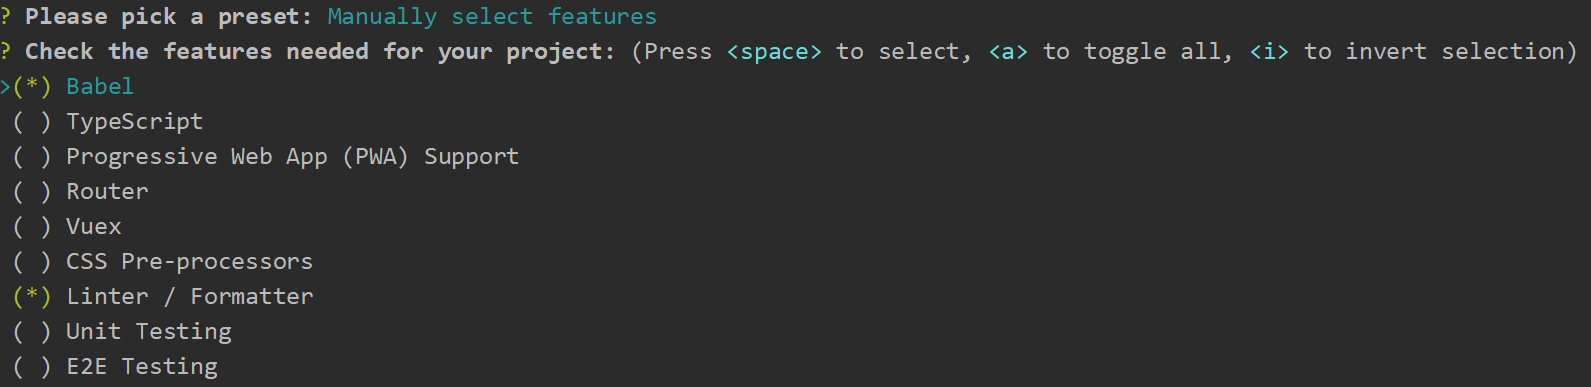 ? Please pick a preset: Manually select features
? Check the features needed for your project: (Press <space> to select, <a> to toggle all, <i> to invert selection)
>(*) Babel
( ) TypeScript
( ) Progressive Web App (PWA) Support
( ) Router
( ) Vuex
( ) CSS Pre-processors
(*) Linter / Formatter
( ) Unit Testing
( ) E2E Testing